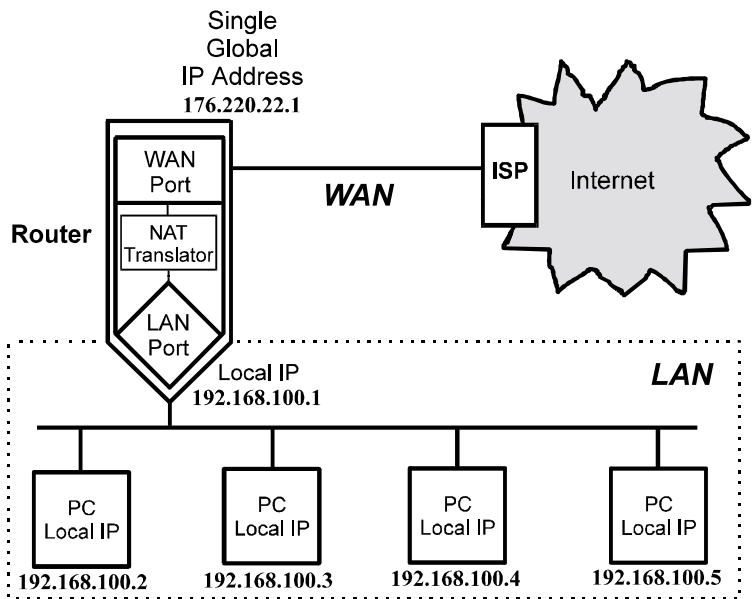 Single
Global
IP Address
176.220.22.1
WAN
Port
ISP
Internet
WAN
Router
NAT
Translator
LAN
Port
Local IP
192.168.100.1
LAN
PC
Local IP
PC
Local IP
PC
Local IP
PC
Local IP
192.168.100.2
192.168.100.3
192.168.100.4
192.168.100.5